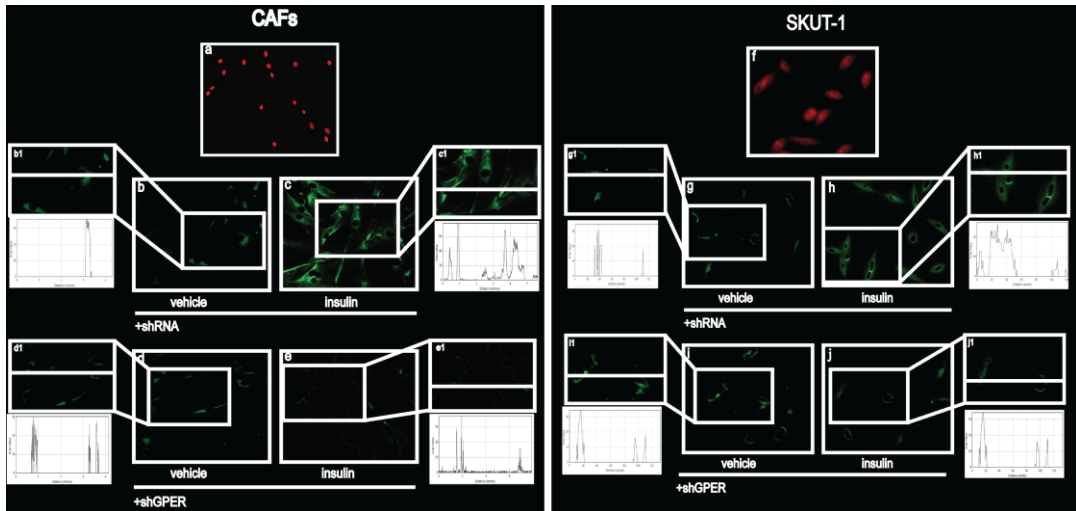 CAFs
SKUT-1
a
f
b1
c1
g1
h1
b
c
g
h
vehicle
insulin
vehicle
insulin
+shRNA
+shRNA
d1
e1
i1
j1
d
e
i
j
vehicle
insulin
vehicle
insulin
+shGPER
+shGPER